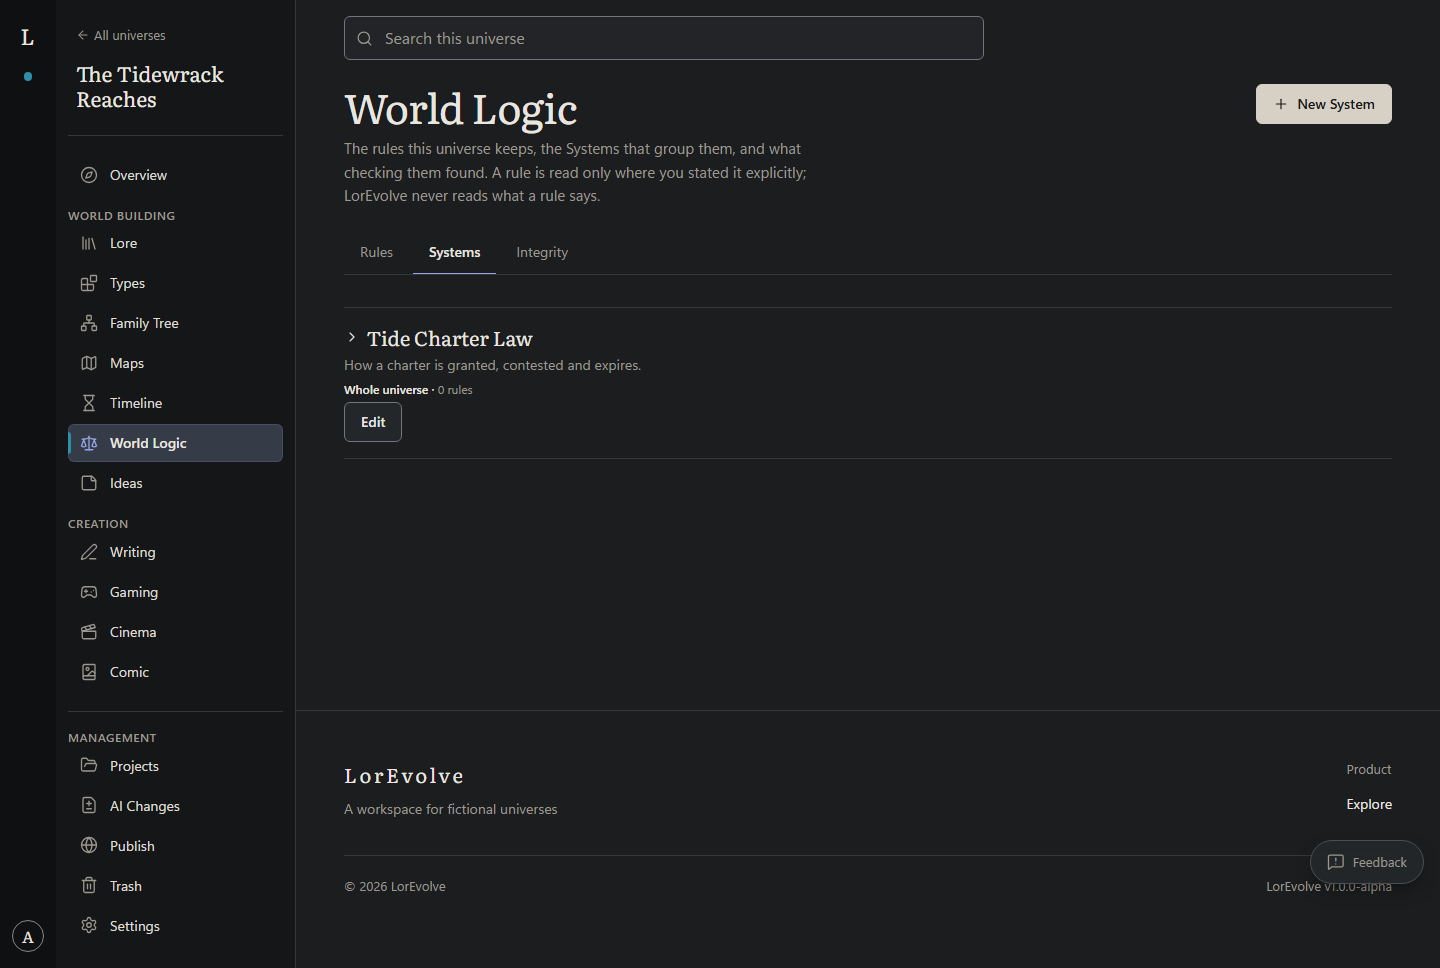 L
All universes
The Tidewrack
Reaches
Overview
WORLD BUILDING
Lore
Types
Family Tree
Maps
Timeline
World Logic
Ideas
CREATION
Writing
Gaming
Cinema
Comic
MANAGEMENT
Projects
AI Changes
Publish
Trash
Settings
A
Search this universe
World Logic
New System
The rules this universe keeps, the Systems that group them, and what
checking them found. A rule is read only where you stated it explicitly;
LorEvolve never reads what a rule says.
Rules Systems Integrity
Tide Charter Law
How a charter is granted, contested and expires.
Whole universe · 0 rules
Edit
LorEvolve
A workspace for fictional universes
Product
Explore
Feedback
© 2026 LorEvolve
LorEvolve v1.0.0-alpha